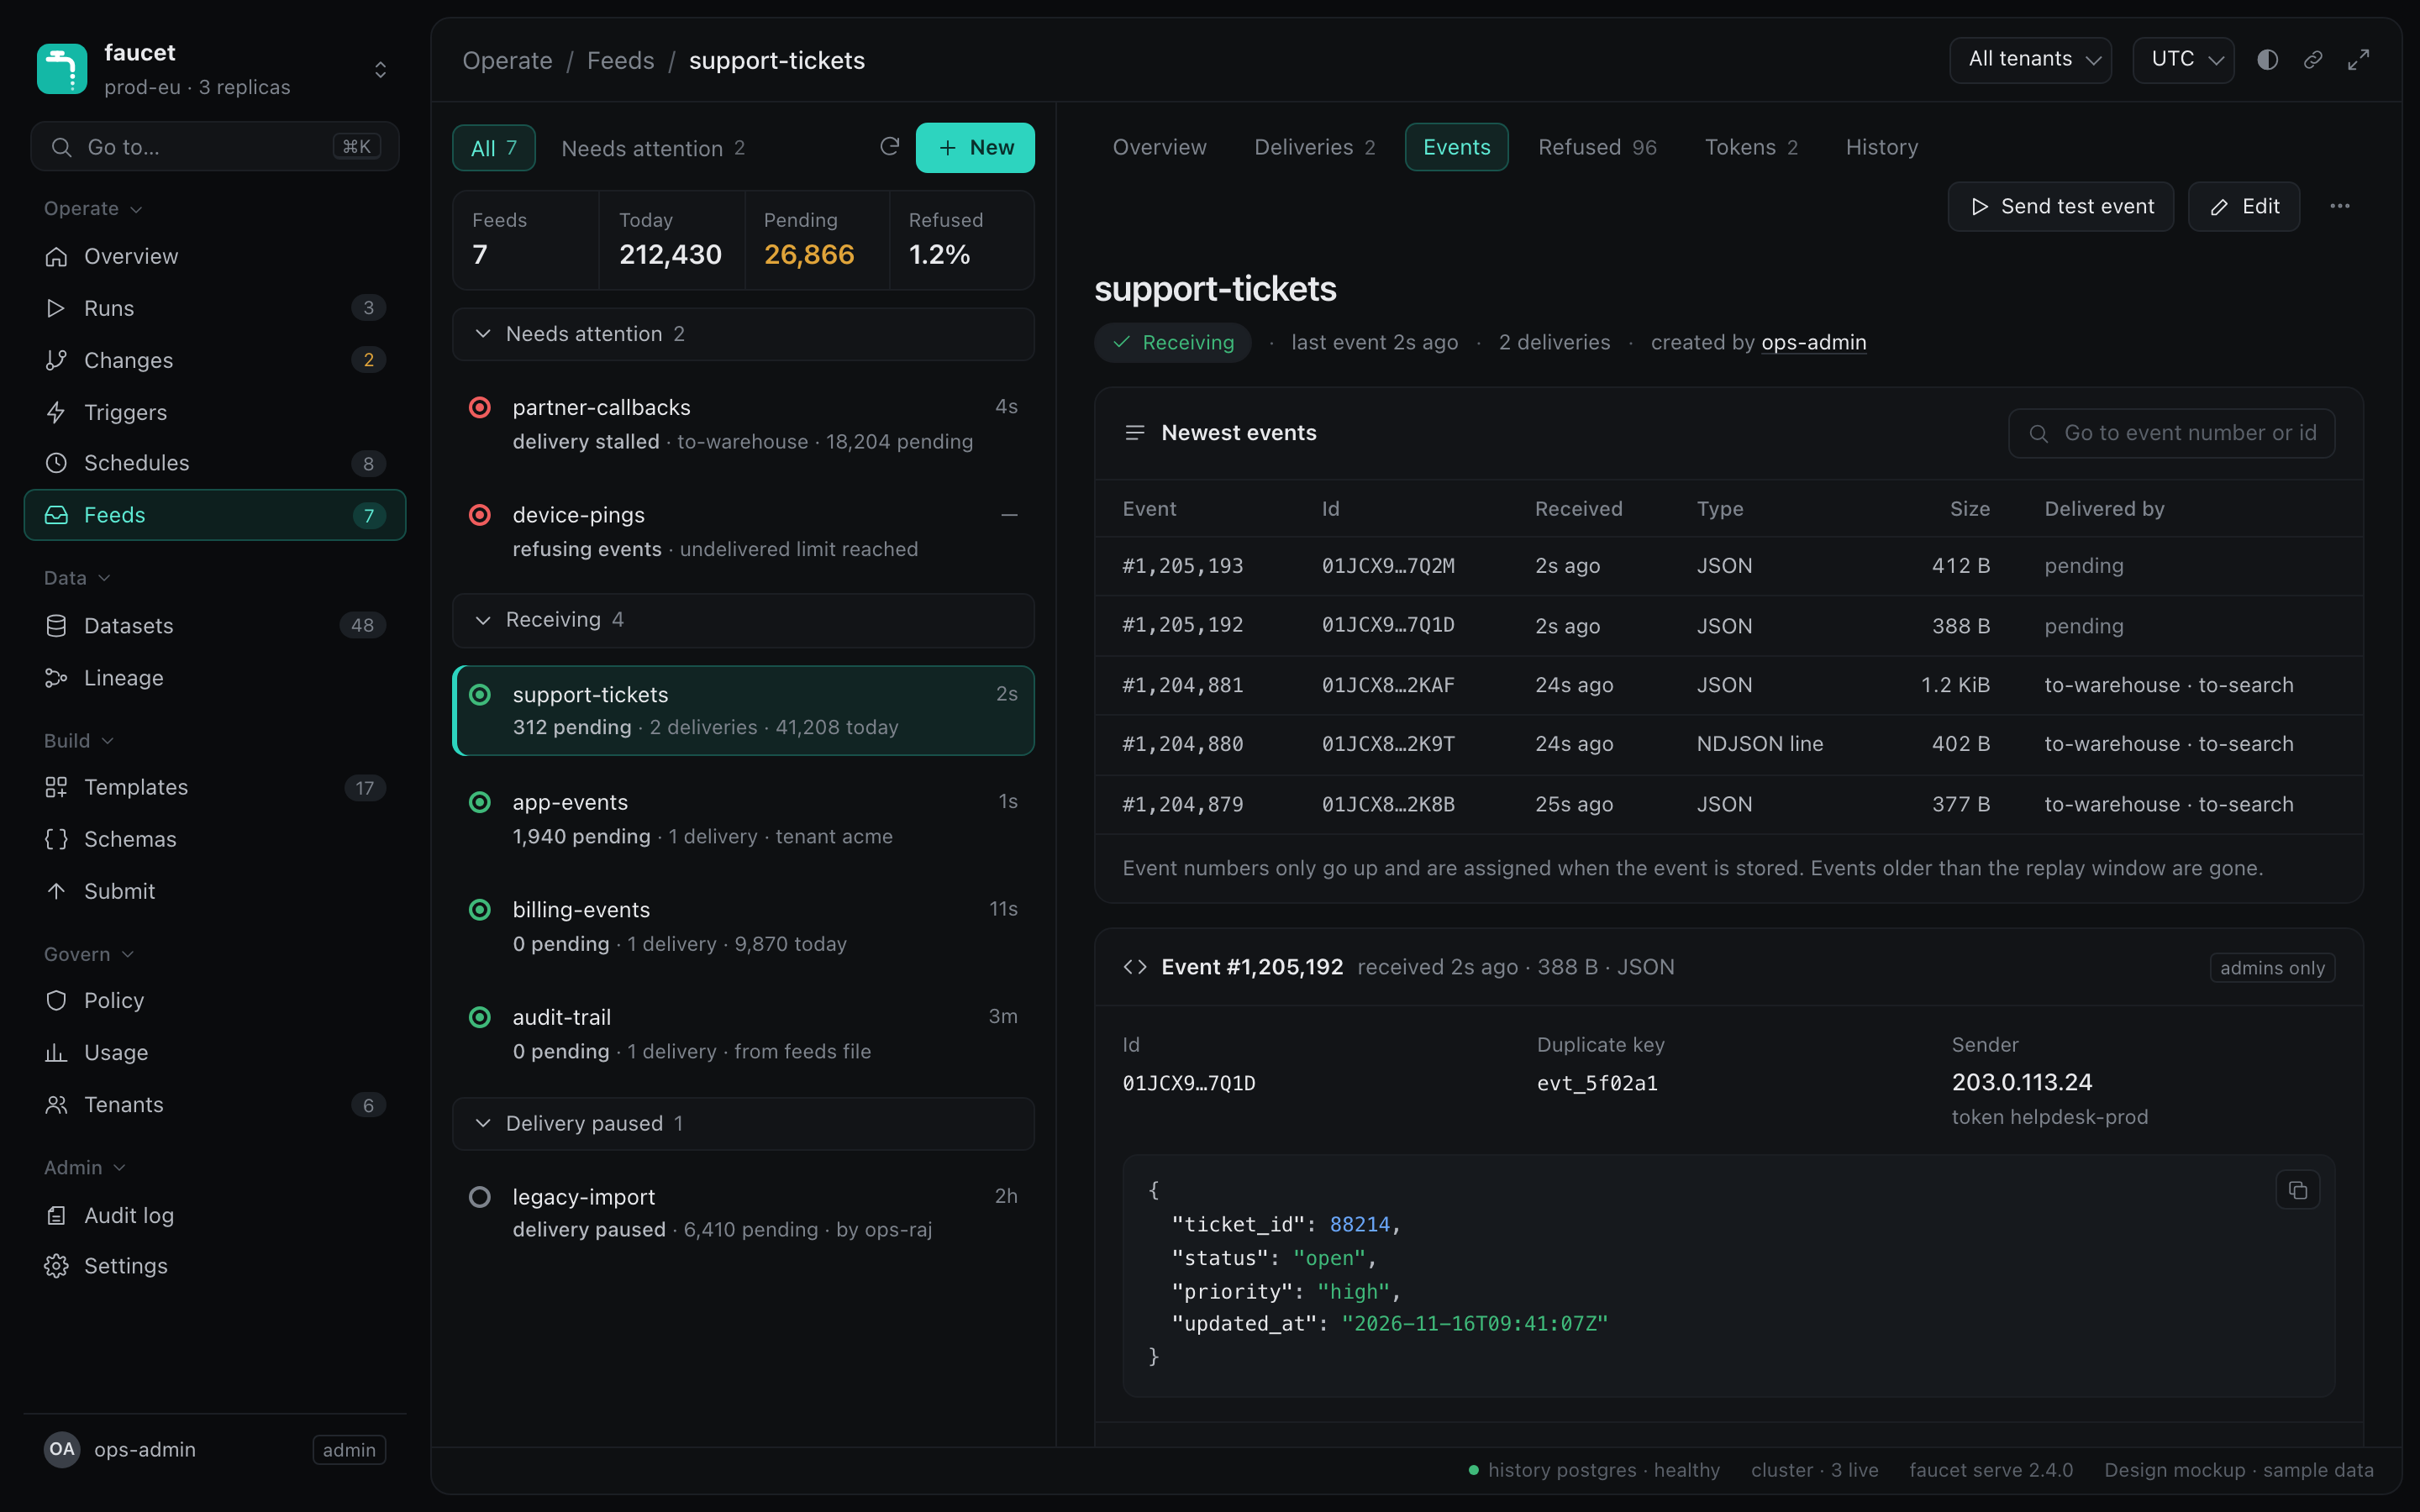 faucet
prod-eu · 3 replicas
Go to...
⌘K
Operate
Overview
Runs 3
Changes 2
Triggers
Schedules 8
Feeds 7
Data
Datasets 48
Lineage
Build
Templates 17
Schemas
Submit
Govern
Policy
Usage
Tenants 6
Admin
Audit log
Settings
OA ops-admin admin
Operate / Feeds / support-tickets
All tenants
UTC
All 7
Needs attention 2
New
Feeds Today Pending Refused
7 212,430 26,866 1.2%
Needs attention 2
partner-callbacks 4s
delivery stalled · to-warehouse · 18,204 pending
device-pings —
refusing events · undelivered limit reached
Receiving 4
support-tickets 2s
312 pending · 2 deliveries · 41,208 today
app-events 1s
1,940 pending · 1 delivery · tenant acme
billing-events 11s
0 pending · 1 delivery · 9,870 today
audit-trail 3m
0 pending · 1 delivery · from feeds file
Delivery paused 1
legacy-import 2h
delivery paused · 6,410 pending · by ops-raj
Overview Deliveries 2 Events Refused 96 Tokens 2 History
Send test event Edit
support-tickets
Receiving · last event 2s ago · 2 deliveries · created by ops-admin
Newest events
Go to event number or id
Event Id Received Type Size Delivered by
#1,205,193 01JCX9…7Q2M 2s ago JSON 412 B pending
#1,205,192 01JCX9…7Q1D 2s ago JSON 388 B pending
#1,204,881 01JCX8…2KAF 24s ago JSON 1.2 KiB to-warehouse · to-search
#1,204,880 01JCX8…2K9T 24s ago NDJSON line 402 B to-warehouse · to-search
#1,204,879 01JCX8…2K8B 25s ago JSON 377 B to-warehouse · to-search
Event numbers only go up and are assigned when the event is stored. Events older than the replay window are gone.
Event #1,205,192 received 2s ago · 388 B · JSON
admins only
Id Duplicate key Sender
01JCX9…7Q1D evt_5f02a1 203.0.113.24
token helpdesk-prod
{
"ticket_id": 88214,
"status": "open",
"priority": "high",
"updated_at": "2026-11-16T09:41:07Z"
}
history postgres · healthy
cluster · 3 live
faucet serve 2.4.0
Design mockup · sample data